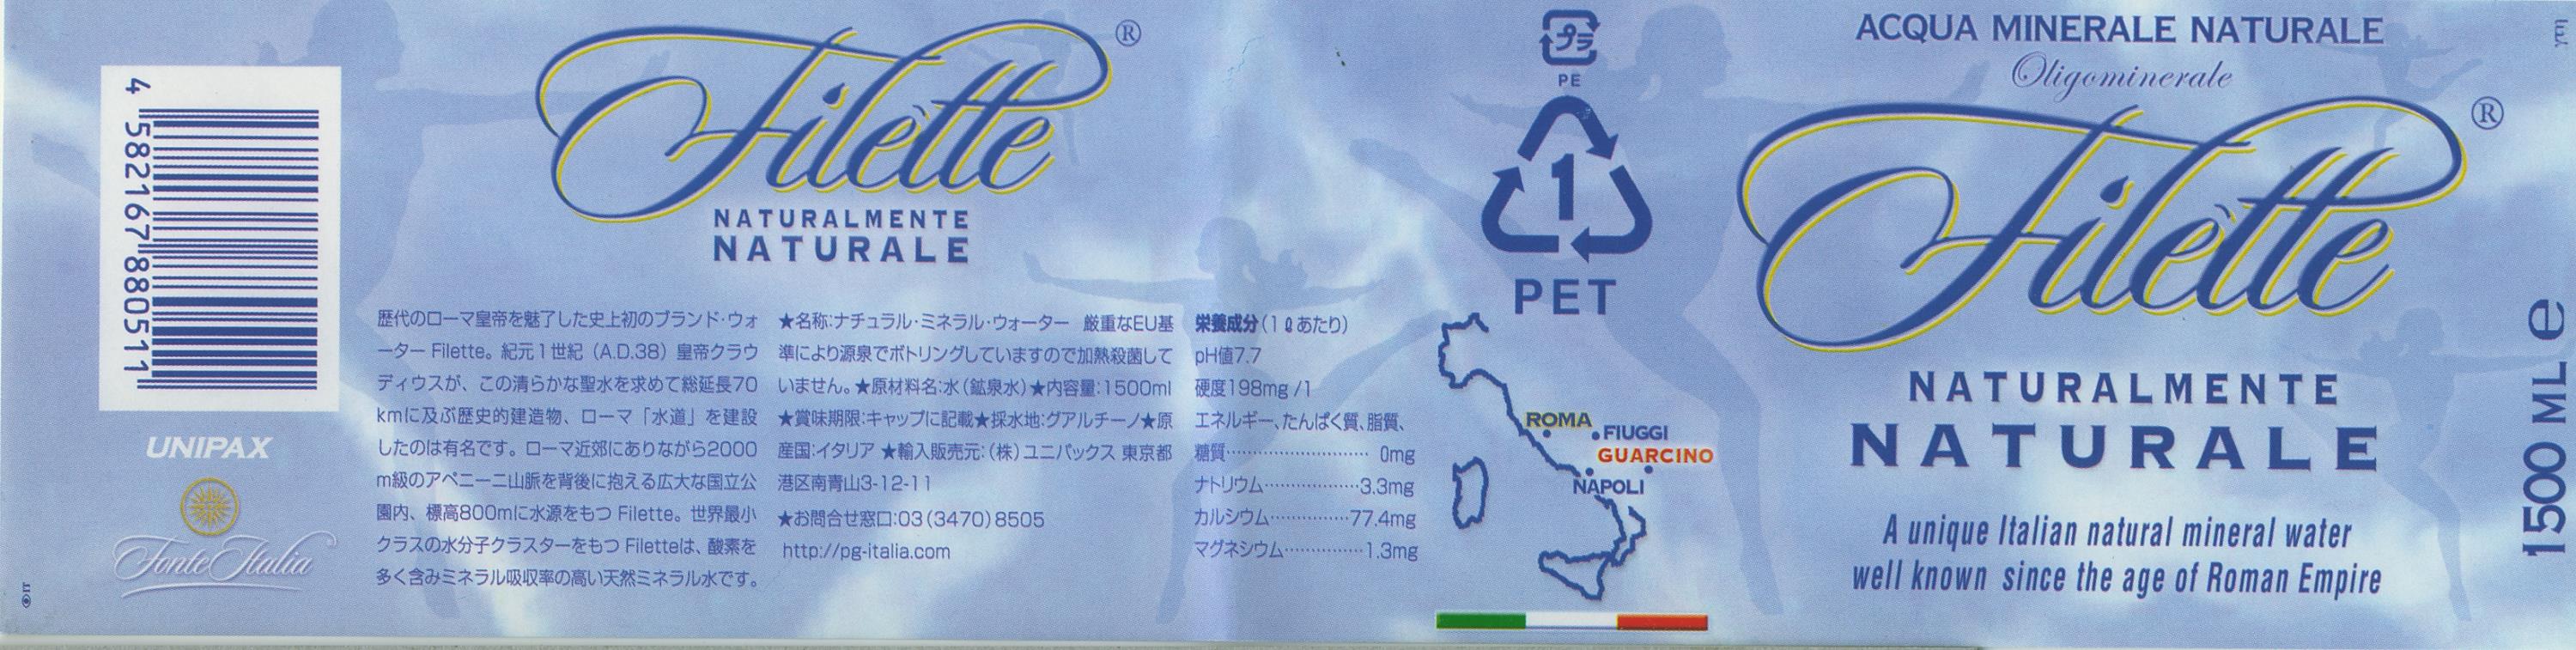 4 582167 880511
UNIPAX
Fonte Italia
Filette ®
NATURALMENTE
NATURALE
歴代のローマ皇帝を魅了した史上初のブランド・ウォ
ーター Filette。紀元1世紀（A.D.38）皇帝クラウ
ディウスが、この清らかな聖水を求めて総延長70
kmに及ぶ歴史的建造物、ローマ「水道」を建設
したのは有名です。ローマ近郊にありながら2000
m級のアペニーニ山脈を背後に抱える広大な国立公
園内、標高800mに水源をもつ Filette。世界最小
クラスの水分子クラスターをもつ Filetteは、酸素を
多く含みミネラル吸収率の高い天然ミネラル水です。
★名称:ナチュラル・ミネラル・ウォーター 厳重なEU基
準により源泉でボトリングしていますので加熱殺菌して
いません。★原材料名:水(鉱泉水)★内容量:1500ml
★賞味期限:キャップに記載★採水地:グアルチーノ★原
産国:イタリア ★輸入販売元:(株)ユニパックス 東京都
港区南青山3-12-11
★お問合せ窓口:03(3470)8505
http://pg-italia.com
栄養成分(1ℓあたり)
pH値7.7
硬度198mg/1
エネルギー、たんぱく質、脂質、
糖質…………………… 0mg
ナトリウム………………3.3mg
カルシウム……………77.4mg
マグネシウム……………1.3mg
プラ
PE
1
PET
ROMA
FIUGGI
GUARCINO
NAPOLI
ACQUA MINERALE NATURALE
Oligominerale
Filette ®
NATURALMENTE
NATURALE
A unique Italian natural mineral water
well known since the age of Roman Empire
1500 ML e